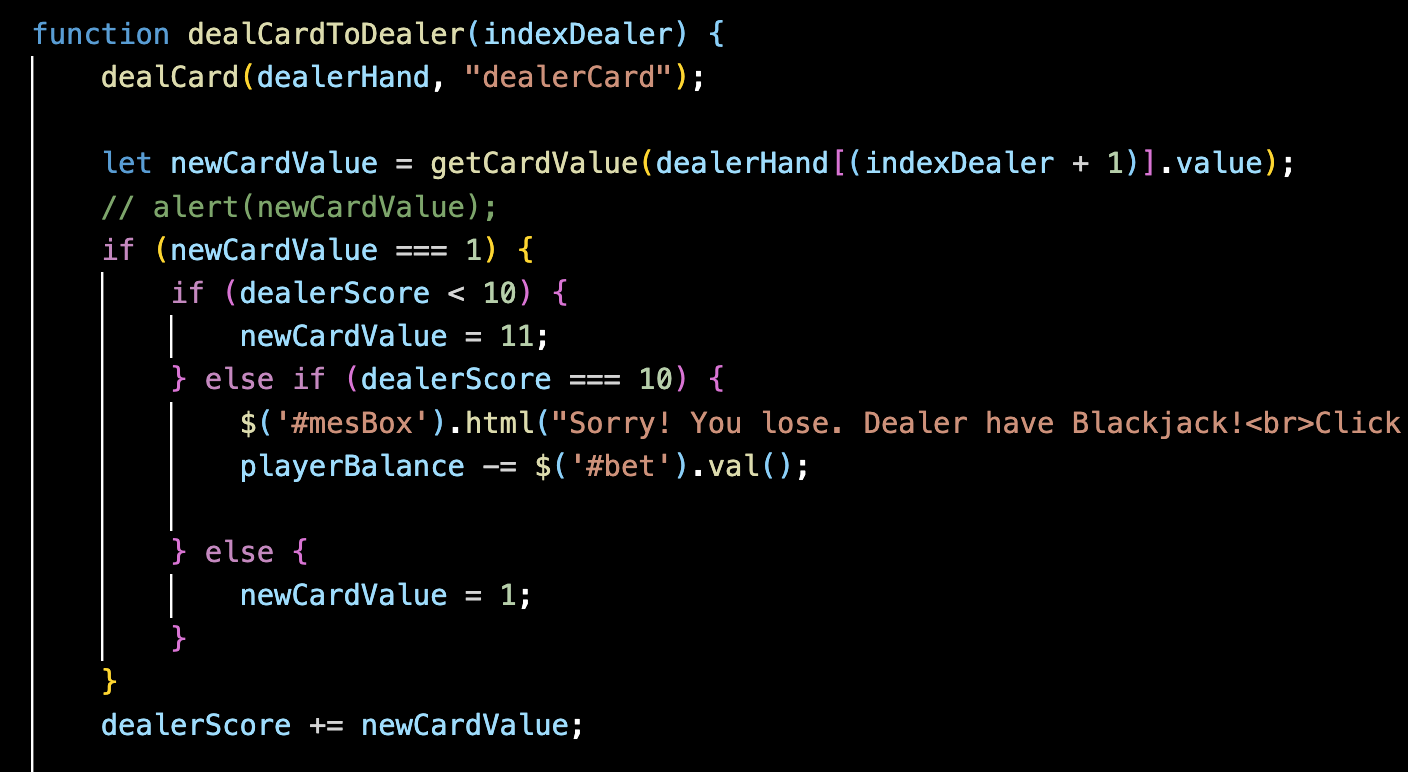 function dealCardToDealer(indexDealer) {
dealCard(dealerHand, "dealerCard");
let newCardValue = getCardValue(dealerHand[(indexDealer + 1)].value);
// alert(newCardValue);
if (newCardValue === 1) {
if (dealerScore < 10) {
newCardValue = 11;
} else if (dealerScore === 10) {
$('#mesBox').html("Sorry! You lose. Dealer have Blackjack!<br>Click
playerBalance -= $('#bet').val();
} else {
newCardValue = 1;
}
}
dealerScore += newCardValue;